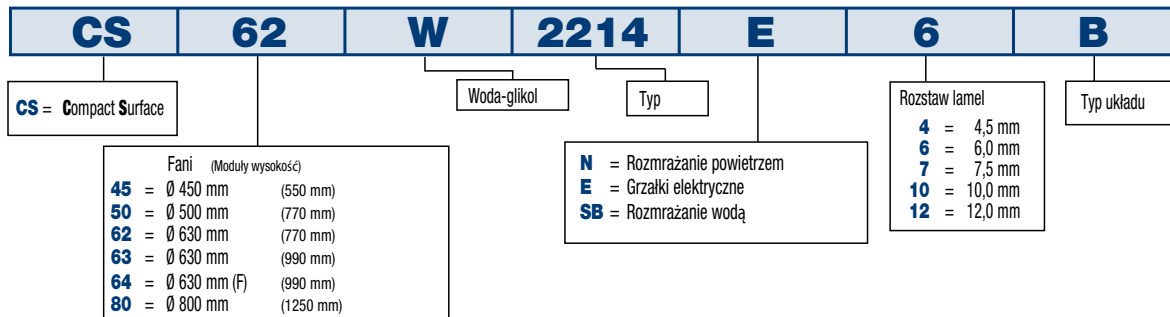 CS 62 W 2214 E 6 B
CS = Compact Surface
Fani (Moduły wysokość)
45 = Ø 450 mm (550 mm)
50 = Ø 500 mm (770 mm)
62 = Ø 630 mm (770 mm)
63 = Ø 630 mm (990 mm)
64 = Ø 630 mm (F) (990 mm)
80 = Ø 800 mm (1250 mm)
Woda-glikol
Typ
N = Rozmrażanie powietrzem
E = Grzałki elektryczne
SB = Rozmrażanie wodą
Rozstaw lamel
4 = 4,5 mm
6 = 6,0 mm
7 = 7,5 mm
10 = 10,0 mm
12 = 12,0 mm
Typ układu